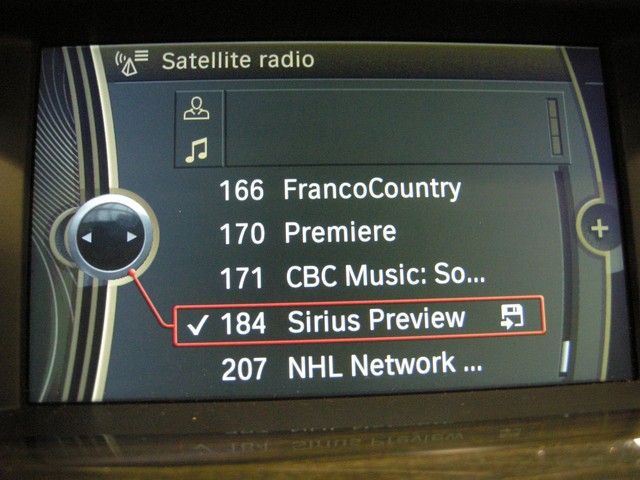 Satellite radio
166 FrancoCountry
170 Premiere
171 CBC Music: So...
✓ 184 Sirius Preview
207 NHL Network ...